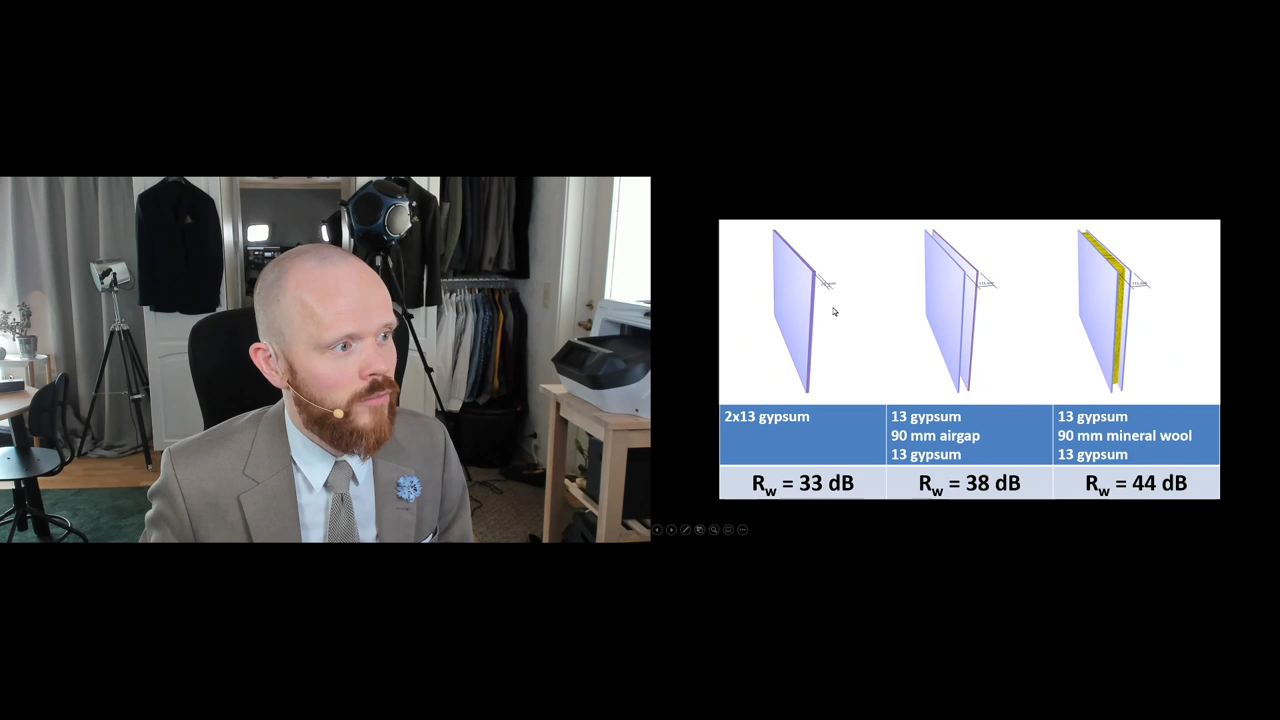 2x13 gypsum
13 gypsum
90 mm airgap
13 gypsum
13 gypsum
90 mm mineral wool
13 gypsum
Rw = 33 dB
Rw = 38 dB
Rw = 44 dB